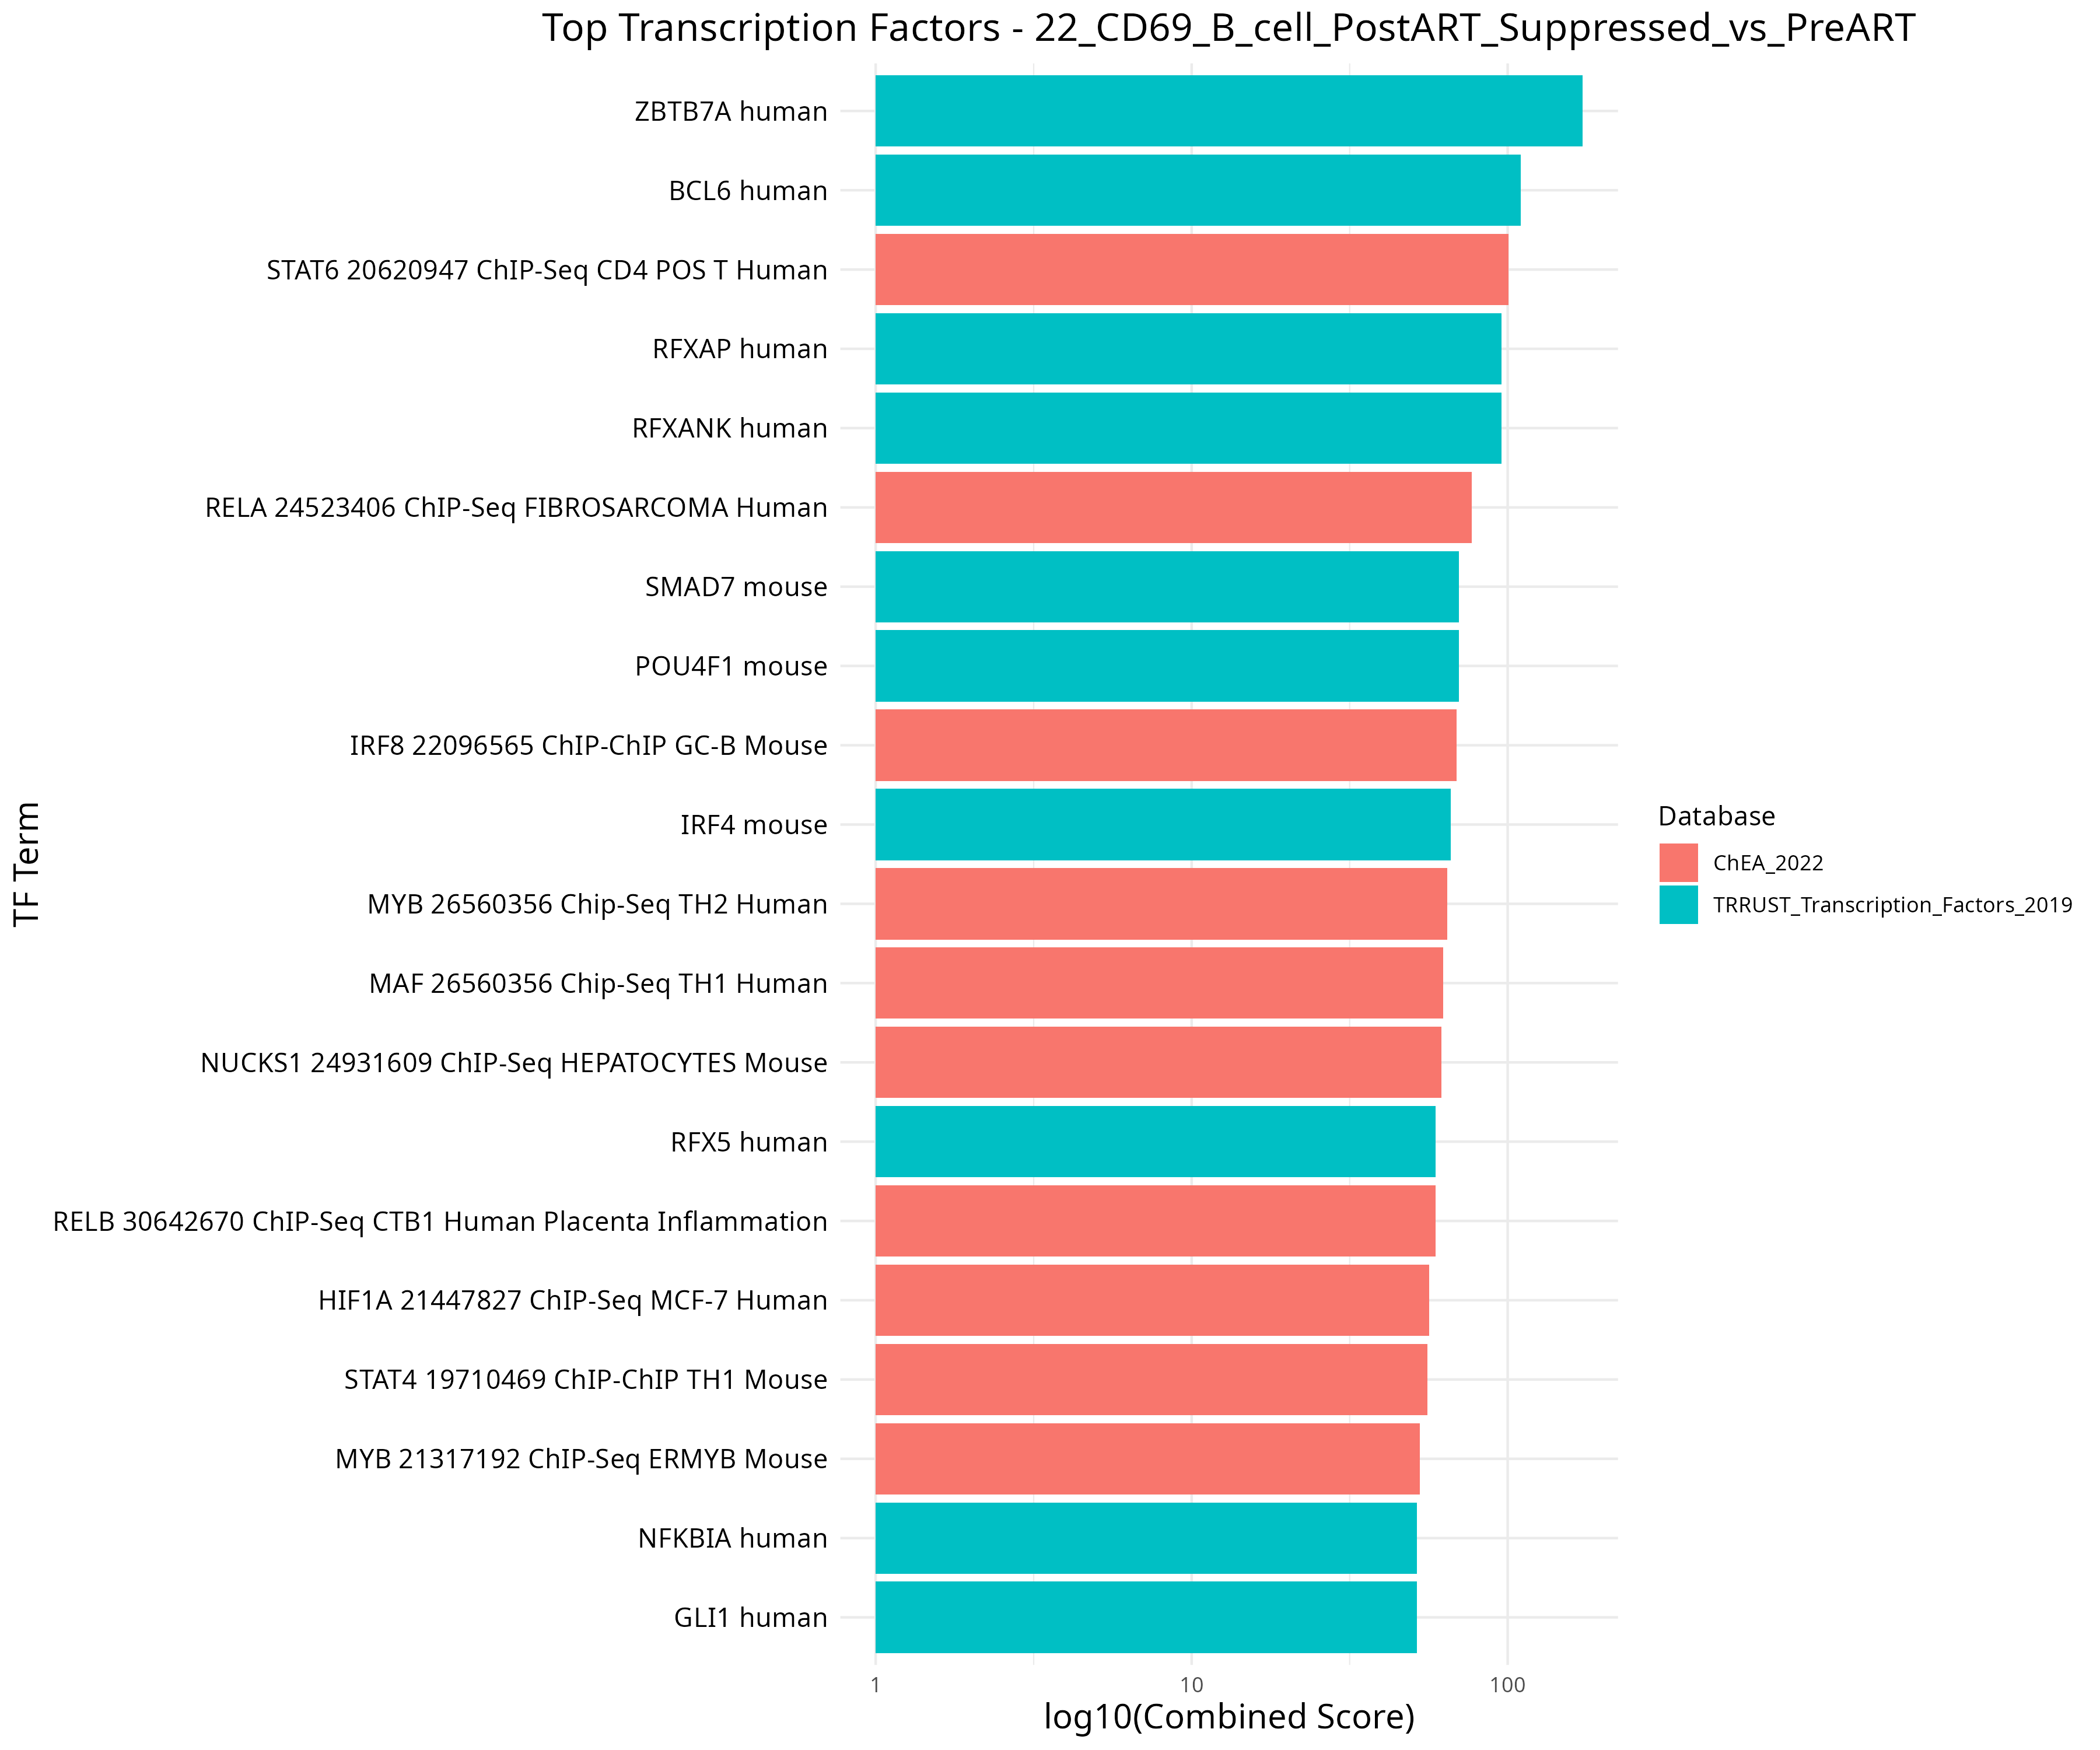 Top Transcription Factors - 22_CD69_B_cell_PostART_Suppressed_vs_PreART
TF Term
ZBTB7A human
BCL6 human
STAT6 20620947 ChIP-Seq CD4 POS T Human
RFXAP human
RFXANK human
RELA 24523406 ChIP-Seq FIBROSARCOMA Human
SMAD7 mouse
POU4F1 mouse
IRF8 22096565 ChIP-ChIP GC-B Mouse
IRF4 mouse
MYB 26560356 Chip-Seq TH2 Human
MAF 26560356 Chip-Seq TH1 Human
NUCKS1 24931609 ChIP-Seq HEPATOCYTES Mouse
RFX5 human
RELB 30642670 ChIP-Seq CTB1 Human Placenta Inflammation
HIF1A 21447827 ChIP-Seq MCF-7 Human
STAT4 19710469 ChIP-ChIP TH1 Mouse
MYB 21317192 ChIP-Seq ERMYB Mouse
NFKBIA human
GLI1 human
1 10 100
log10(Combined Score)
Database
ChEA_2022
TRRUST_Transcription_Factors_2019